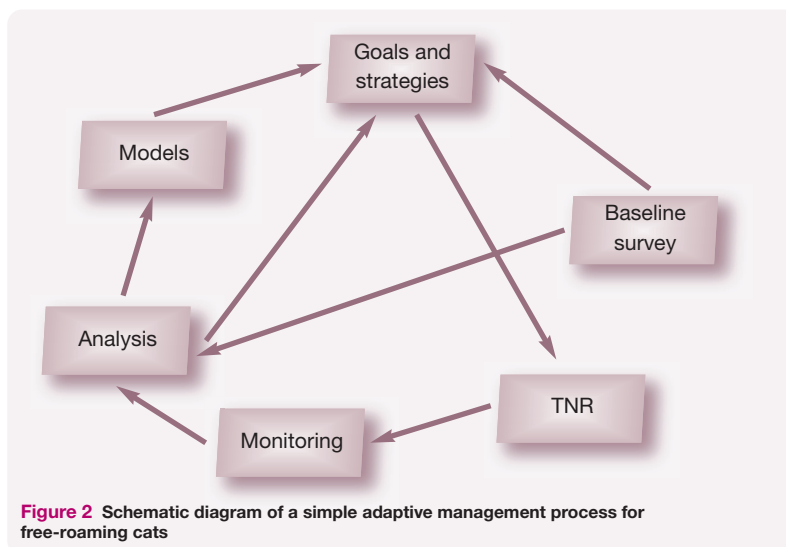 Goals and
strategies
Models
Baseline
survey
Analysis
TNR
Monitoring
Figure 2 Schematic diagram of a simple adaptive management process for
free-roaming cats